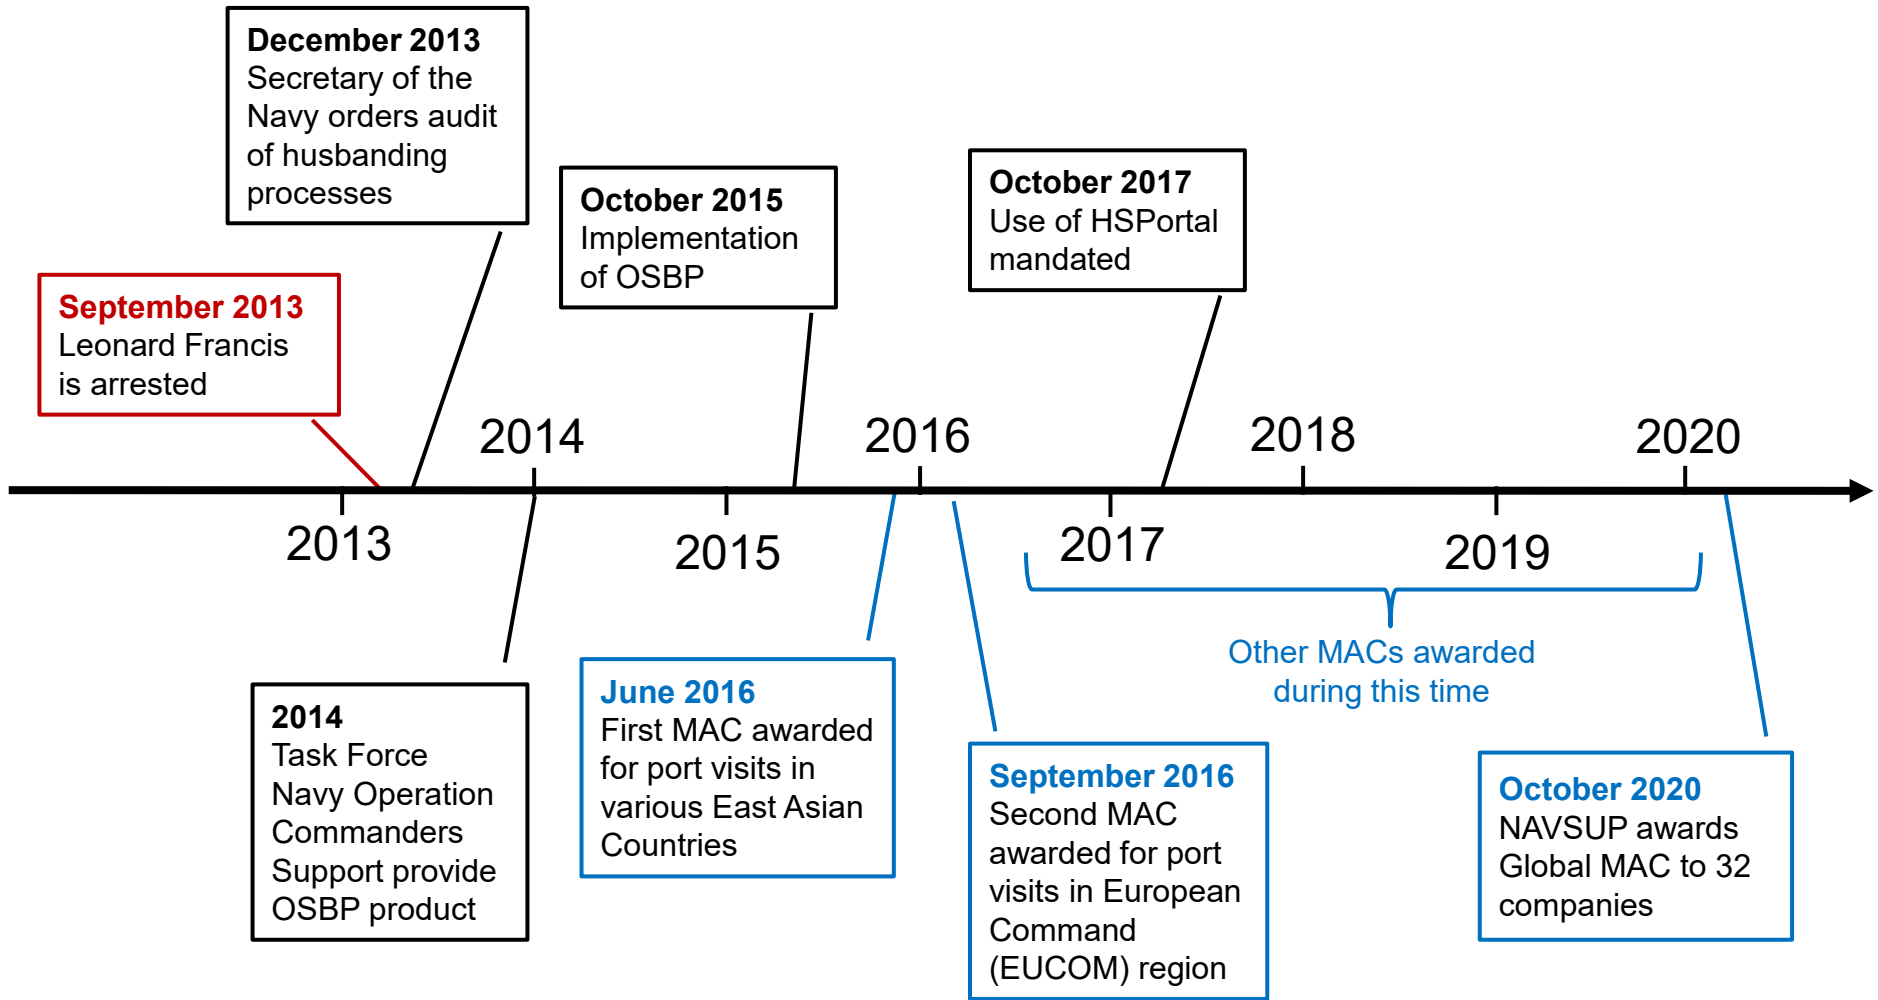 December 2013
Secretary of the
Navy orders audit
of husbanding
processes
October 2015
Implementation
of OSBP
October 2017
Use of HSPortal
mandated
September 2013
Leonard Francis
is arrested
2014
2016
2018
2020
2013
2015
2017
2019
Other MACs awarded
during this time
2014
Task Force
Navy Operation
Commanders
Support provide
OSBP product
June 2016
First MAC awarded
for port visits in
various East Asian
Countries
September 2016
Second MAC
awarded for port
visits in European
Command
(EUCOM) region
October 2020
NAVSUP awards
Global MAC to 32
companies